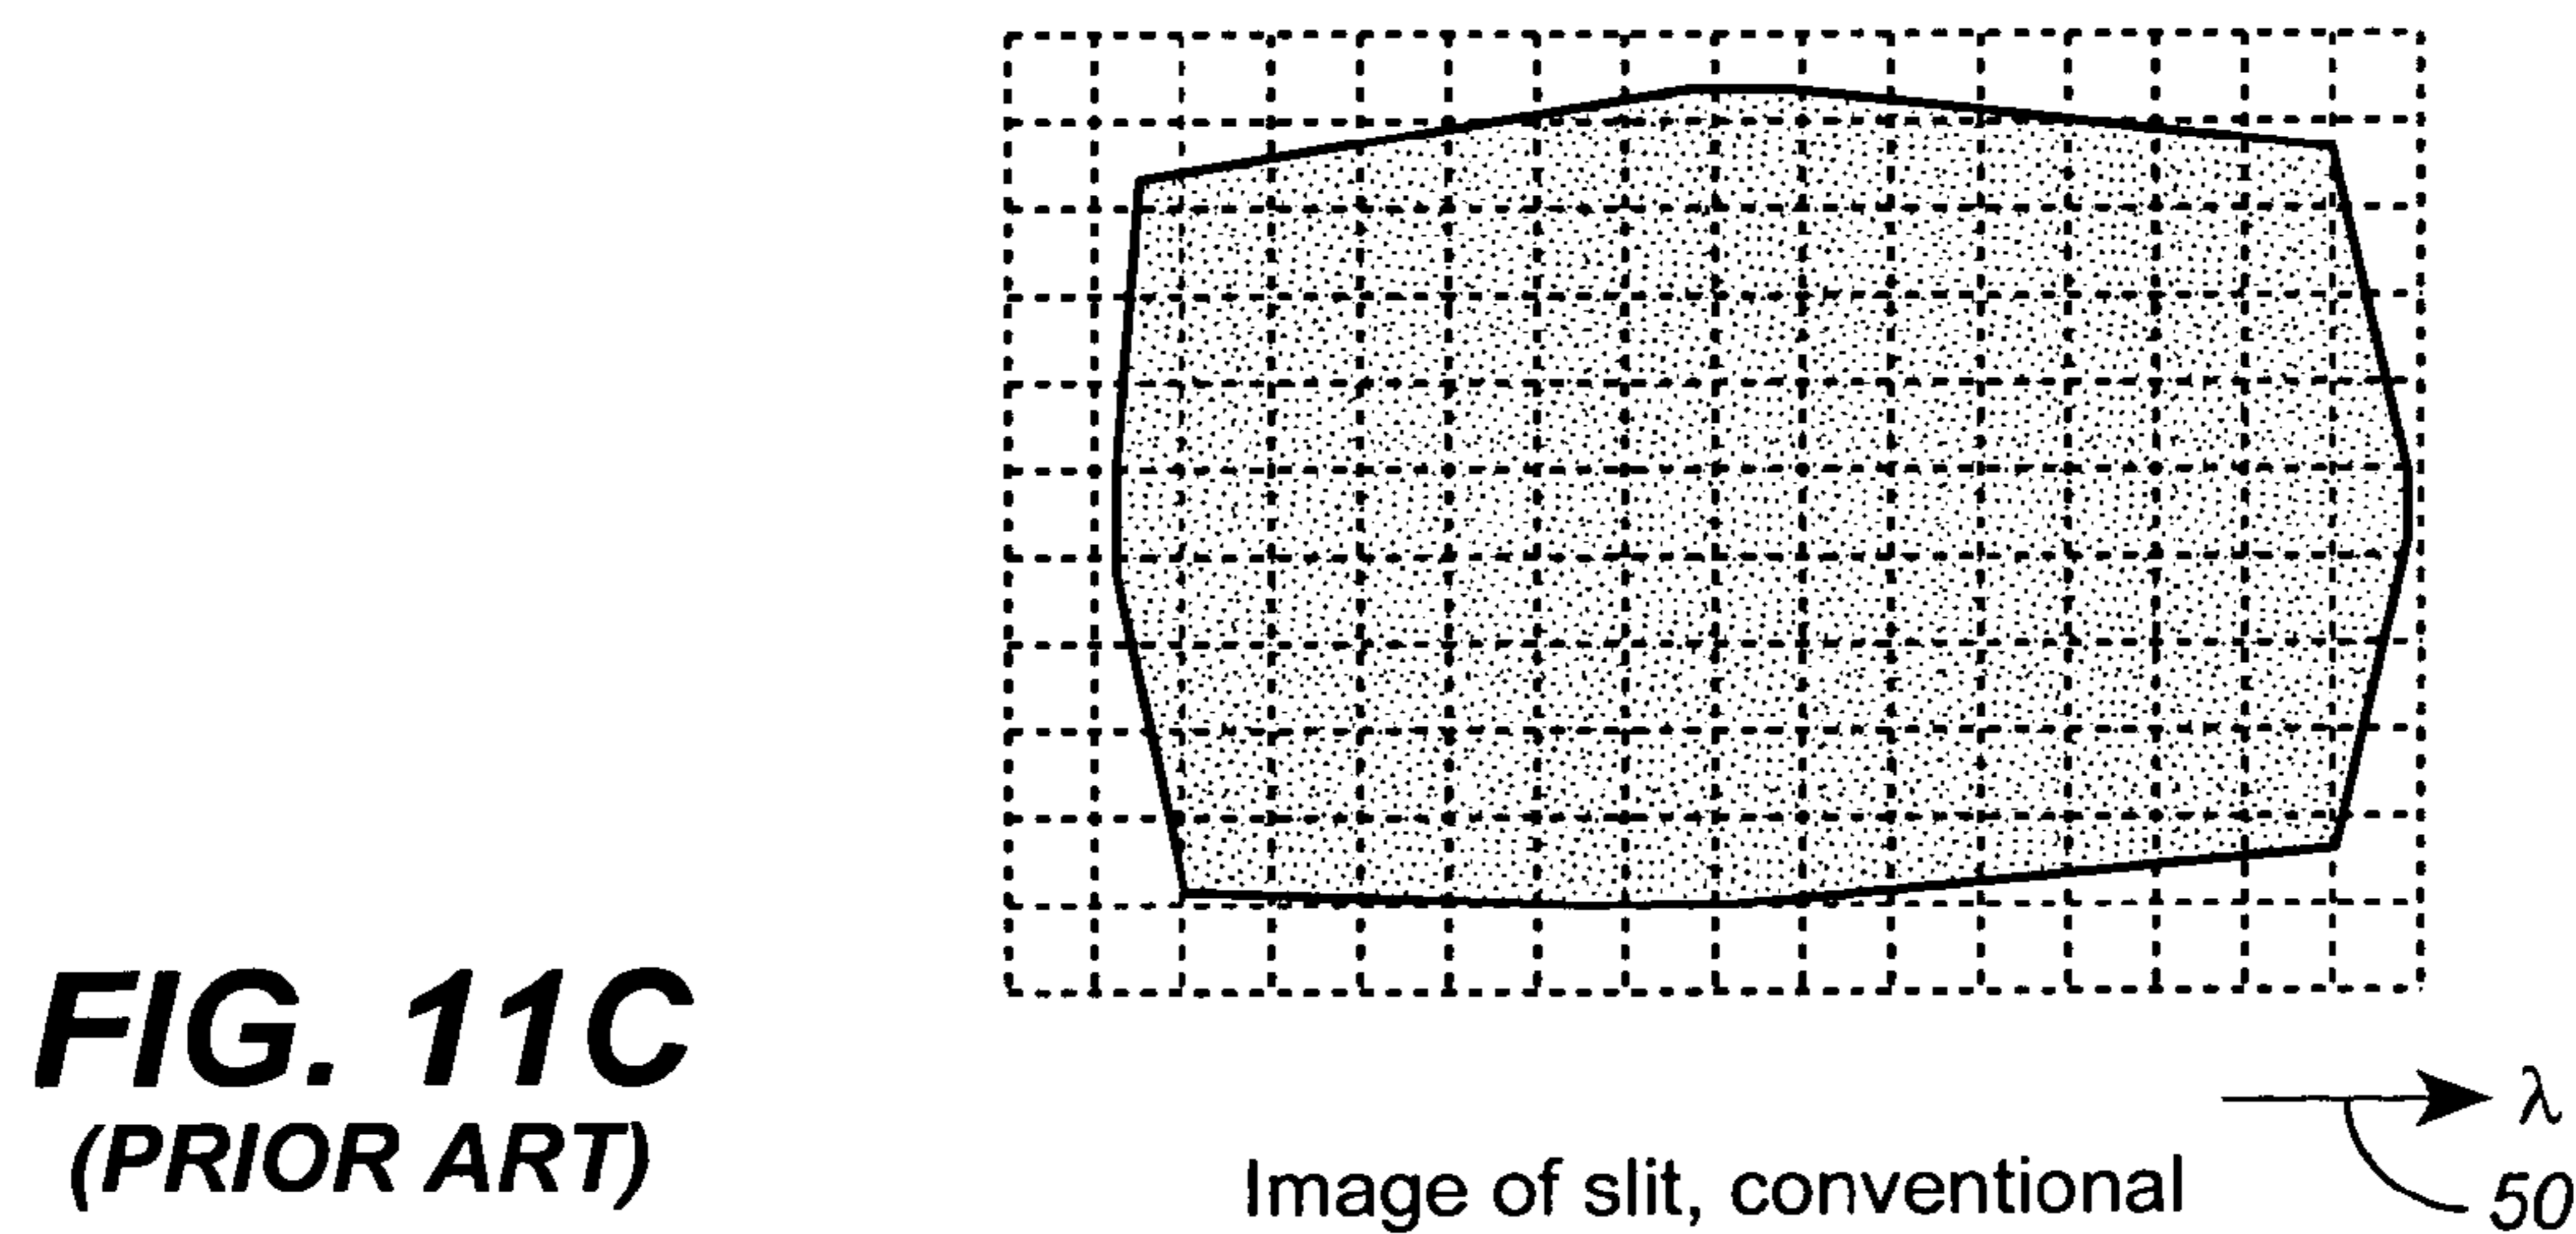 FIG. 11C
(PRIOR ART)
λ
Image of slit, conventional
50